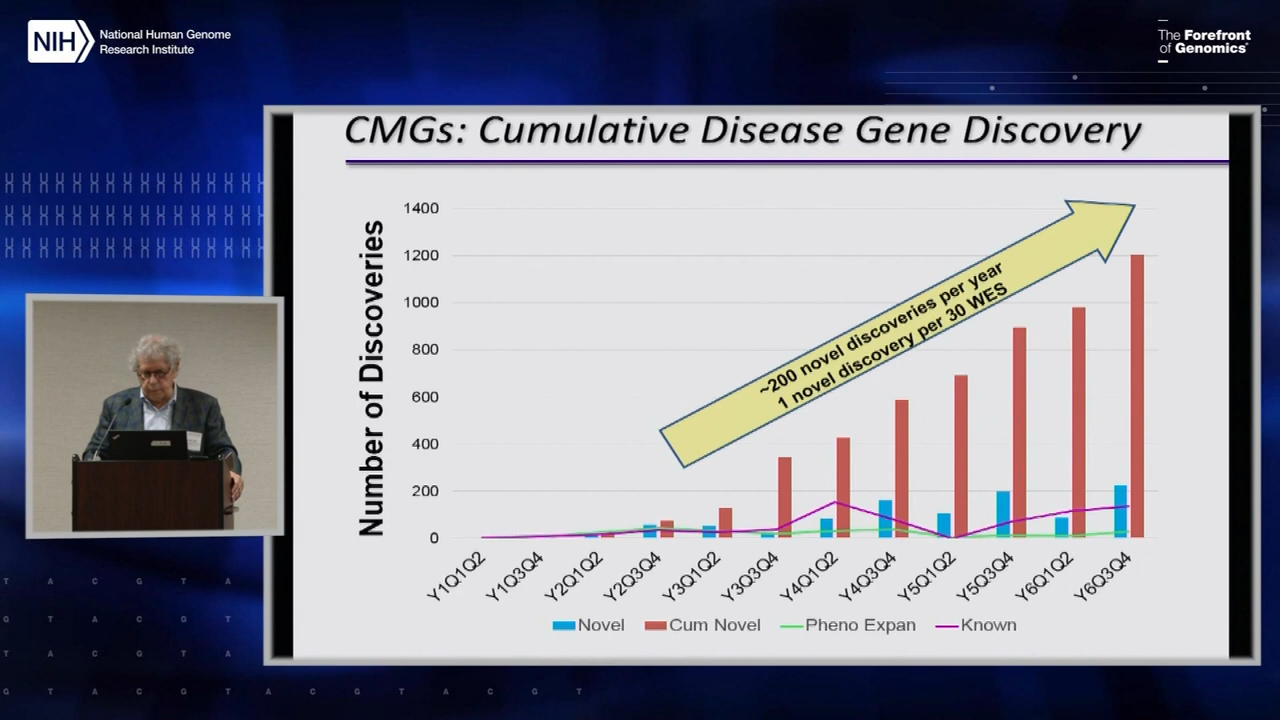 NIH
National Human Genome
Research Institute
The Forefront
of Genomics®
CMGs: Cumulative Disease Gene Discovery
Number of Discoveries
1400
1200
1000
800
600
400
200
0
~200 novel discoveries per year
1 novel discovery per 30 WES
Y1Q1Q2
Y1Q3Q4
Y2Q1Q2
Y2Q3Q4
Y3Q1Q2
Y3Q3Q4
Y4Q1Q2
Y4Q3Q4
Y5Q1Q2
Y5Q3Q4
Y6Q1Q2
Y6Q3Q4
Novel Cum Novel Pheno Expan Known
T A C G T A
G T A C G T
T A C G T A
G T A C G T A C G T A C G T